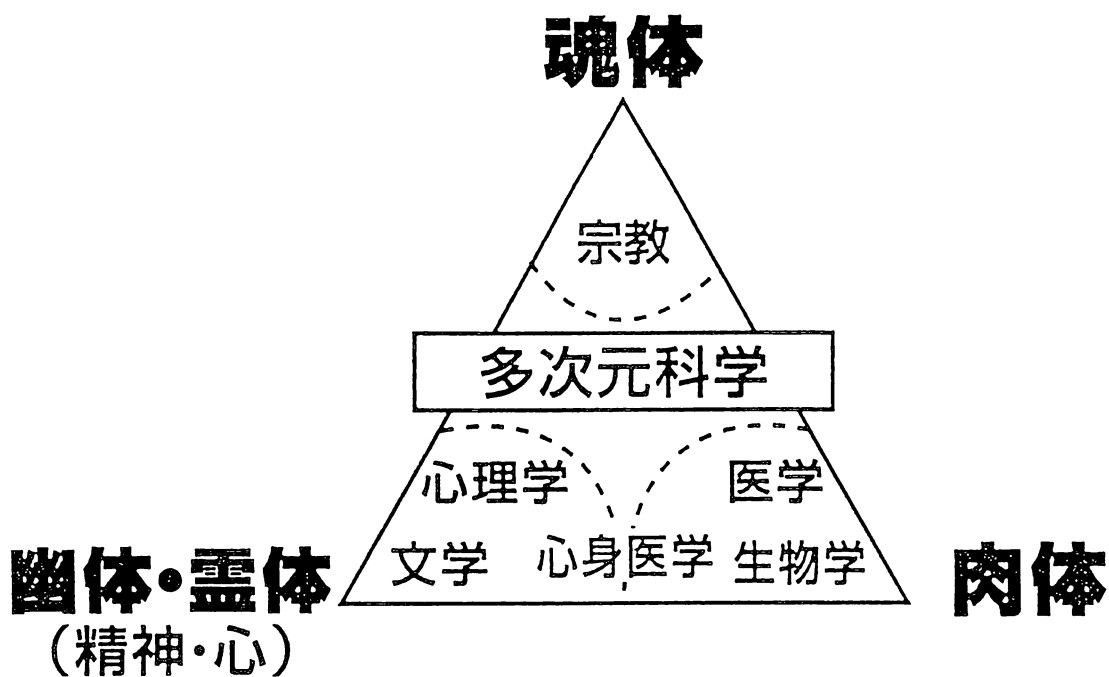 魂体
宗教
多次元科学
心理学
医学
文学
心身医学
生物学
幽体・霊体
(精神・心)
肉体